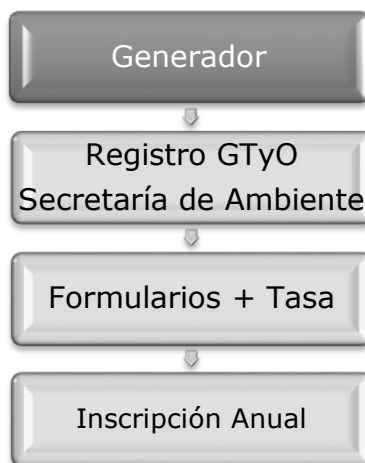 Generador
Registro GTyO
Secretaría de Ambiente
Formularios + Tasa
Inscripción Anual